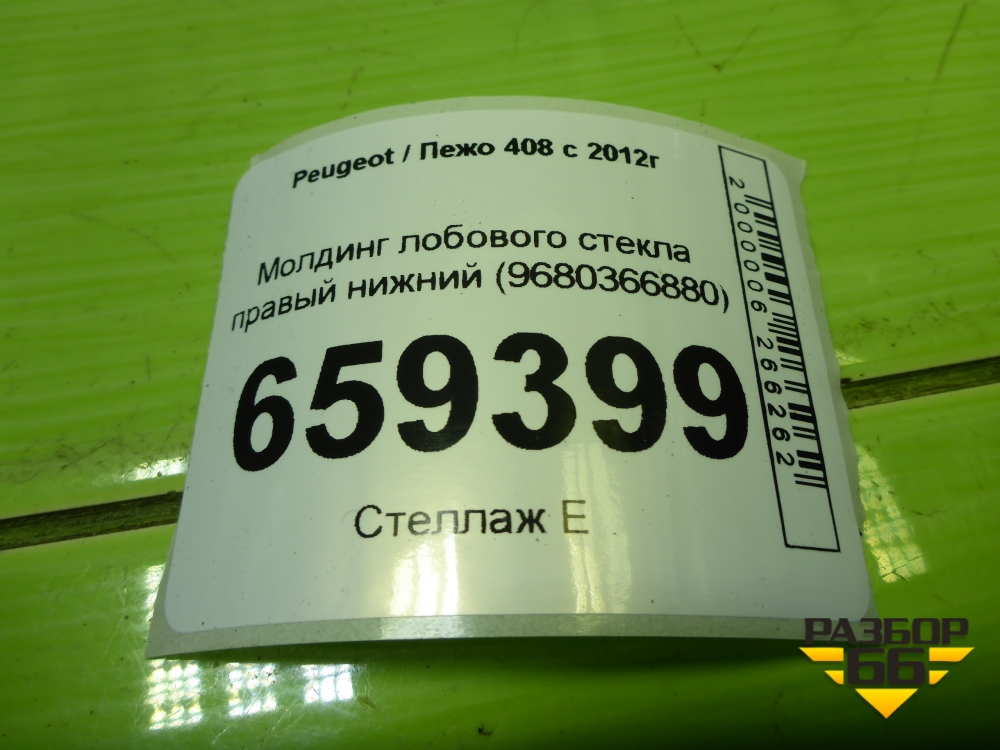 Peugeot / Пежо 408 с 2012г
Молдинг лобового стекла
правый нижний (9680366880)
659399
Стеллаж Е
2000006266262
РАЗБОР
66